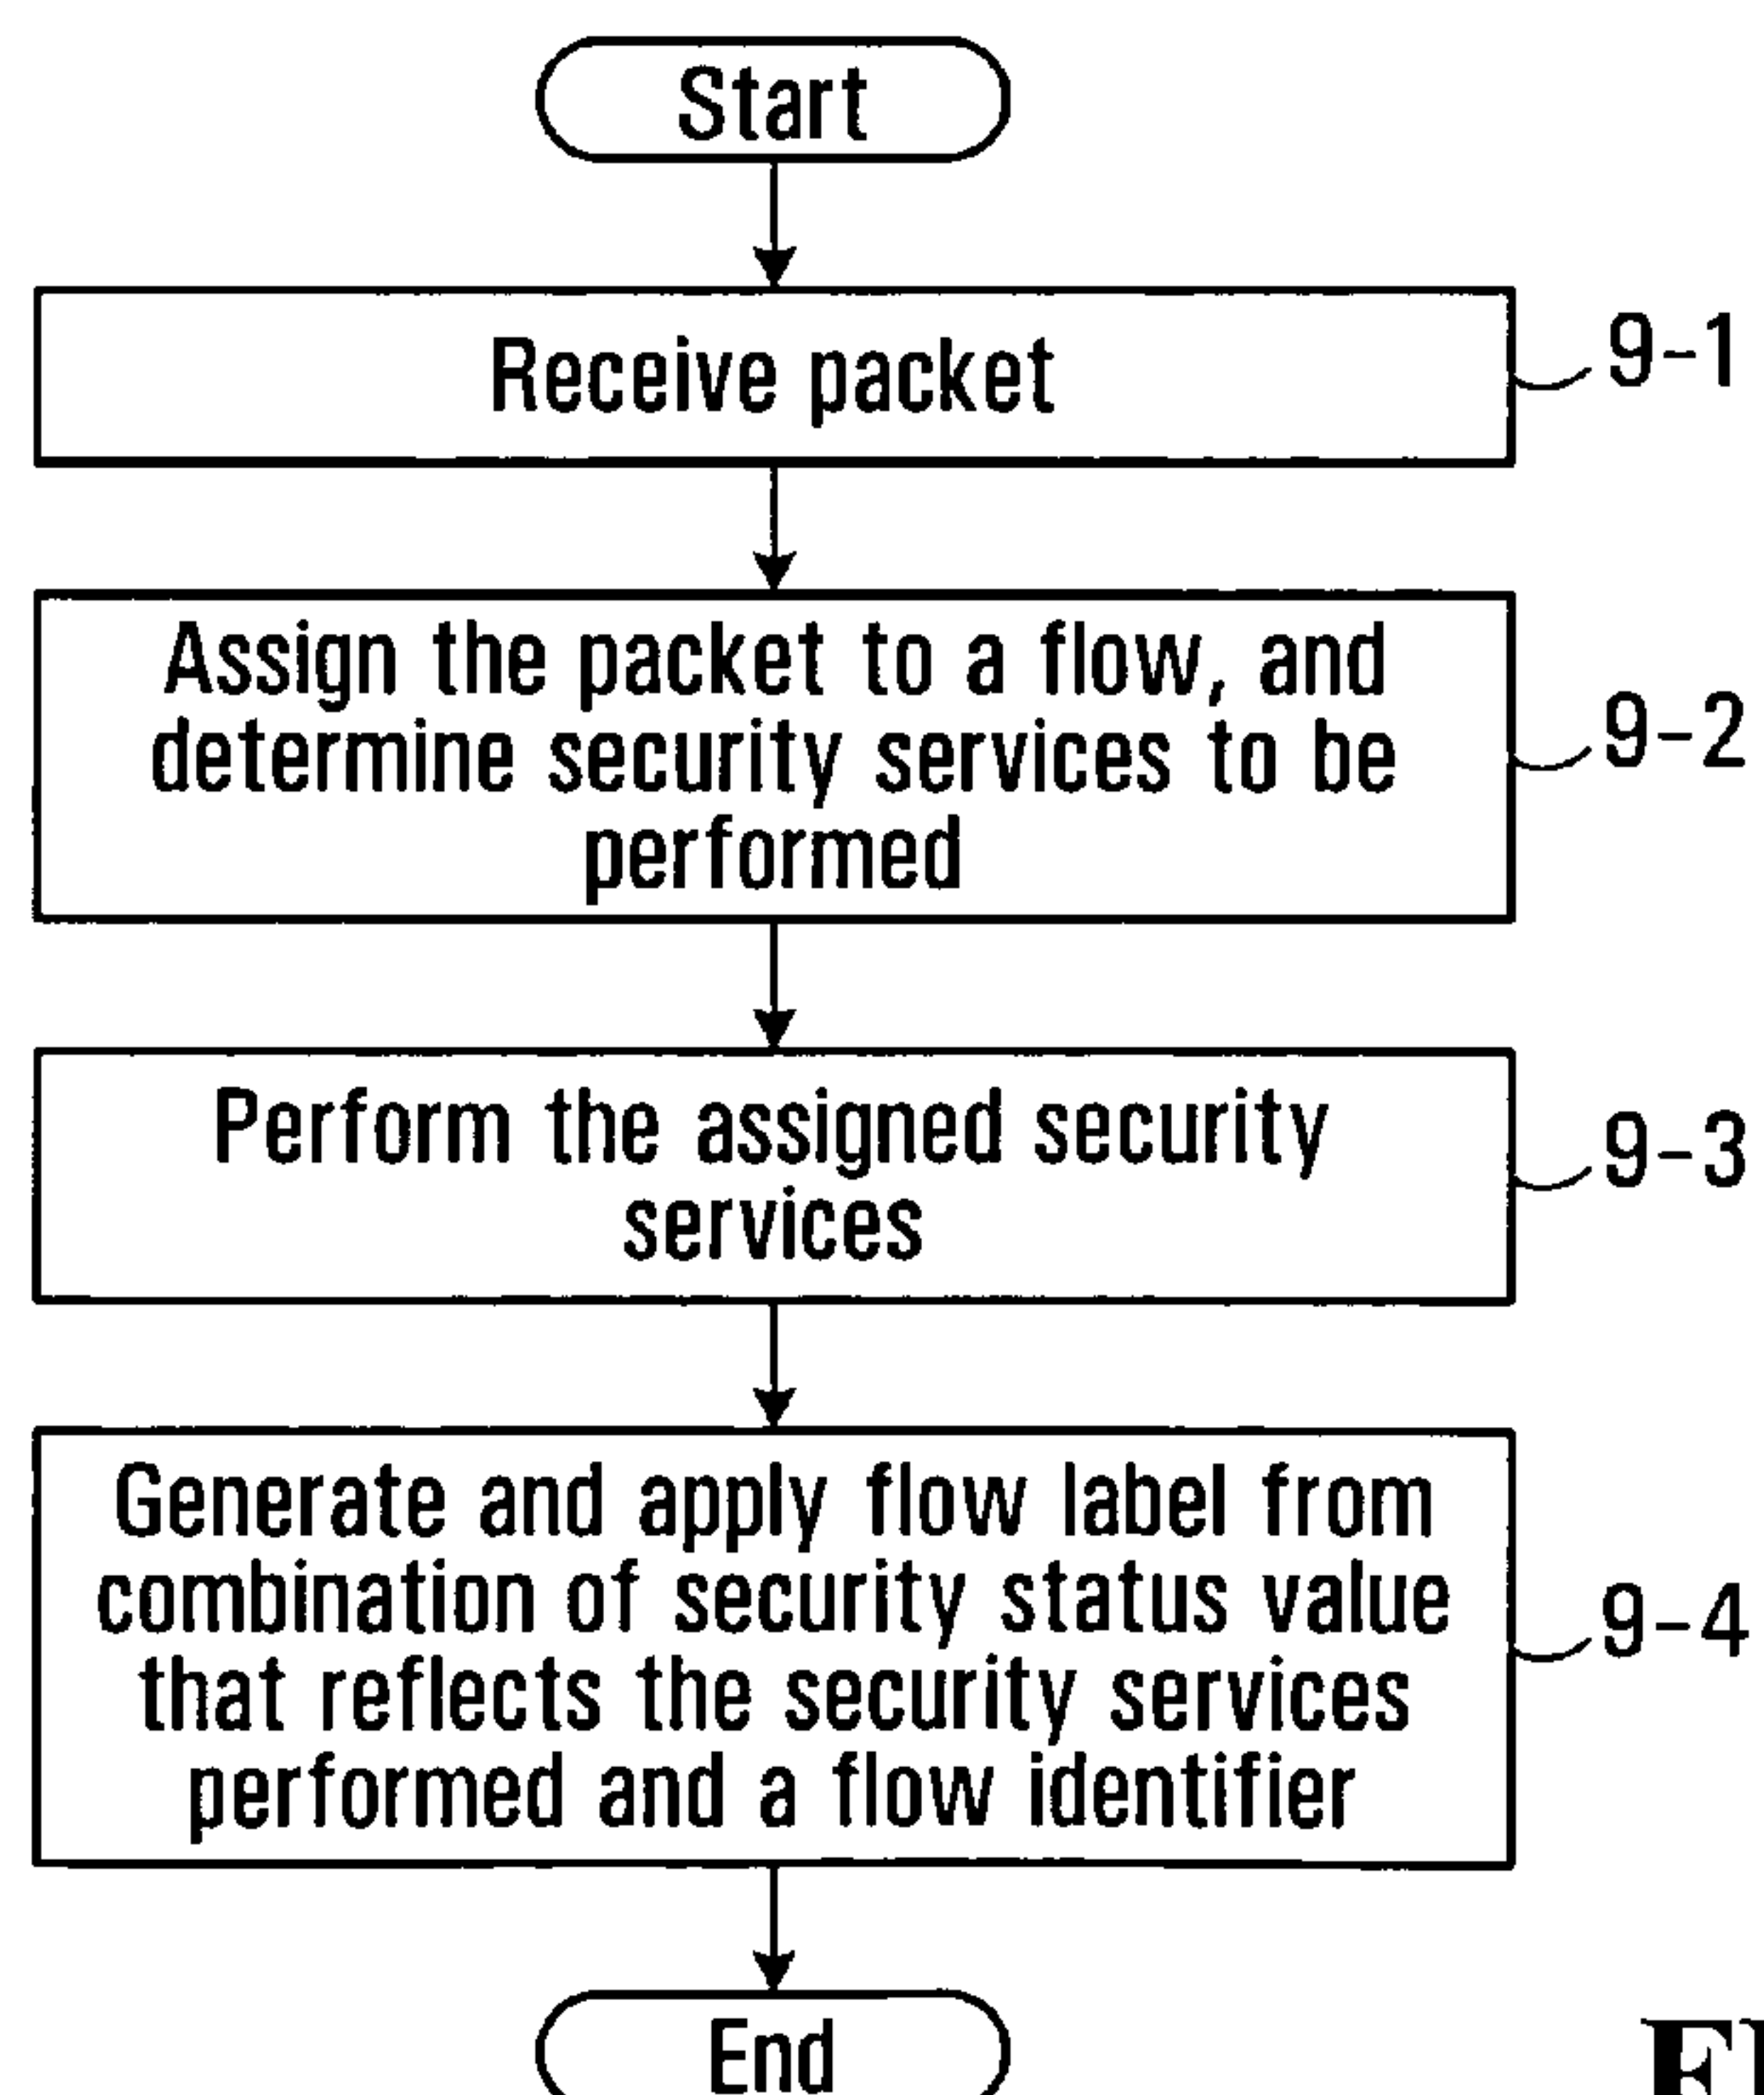 Start
Receive packet
9-1
Assign the packet to a flow, and
determine security services to be
performed
9-2
Perform the assigned security
services
9-3
Generate and apply flow label from
combination of security status value
that reflects the security services
performed and a flow identifier
9-4
End